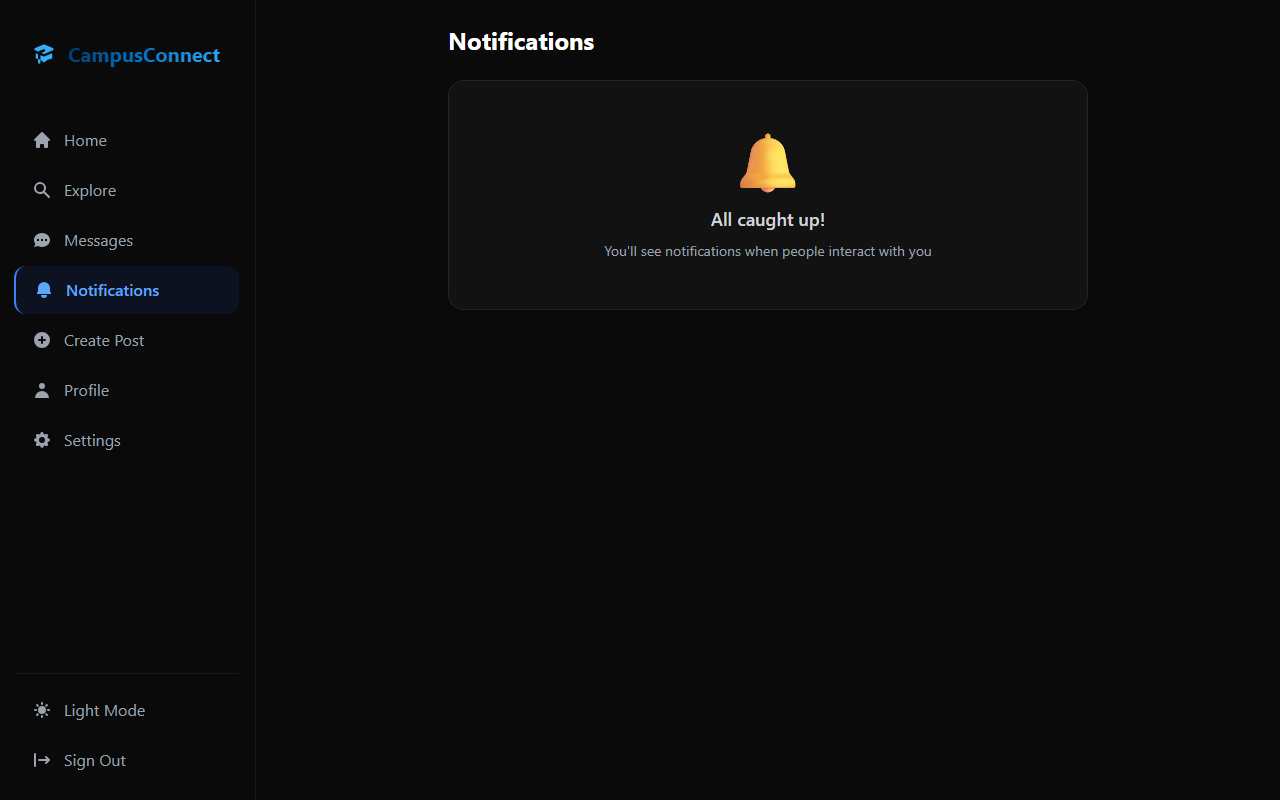 CampusConnect
Home
Explore
Messages
Notifications
Create Post
Profile
Settings
Light Mode
Sign Out
Notifications
All caught up!
You'll see notifications when people interact with you